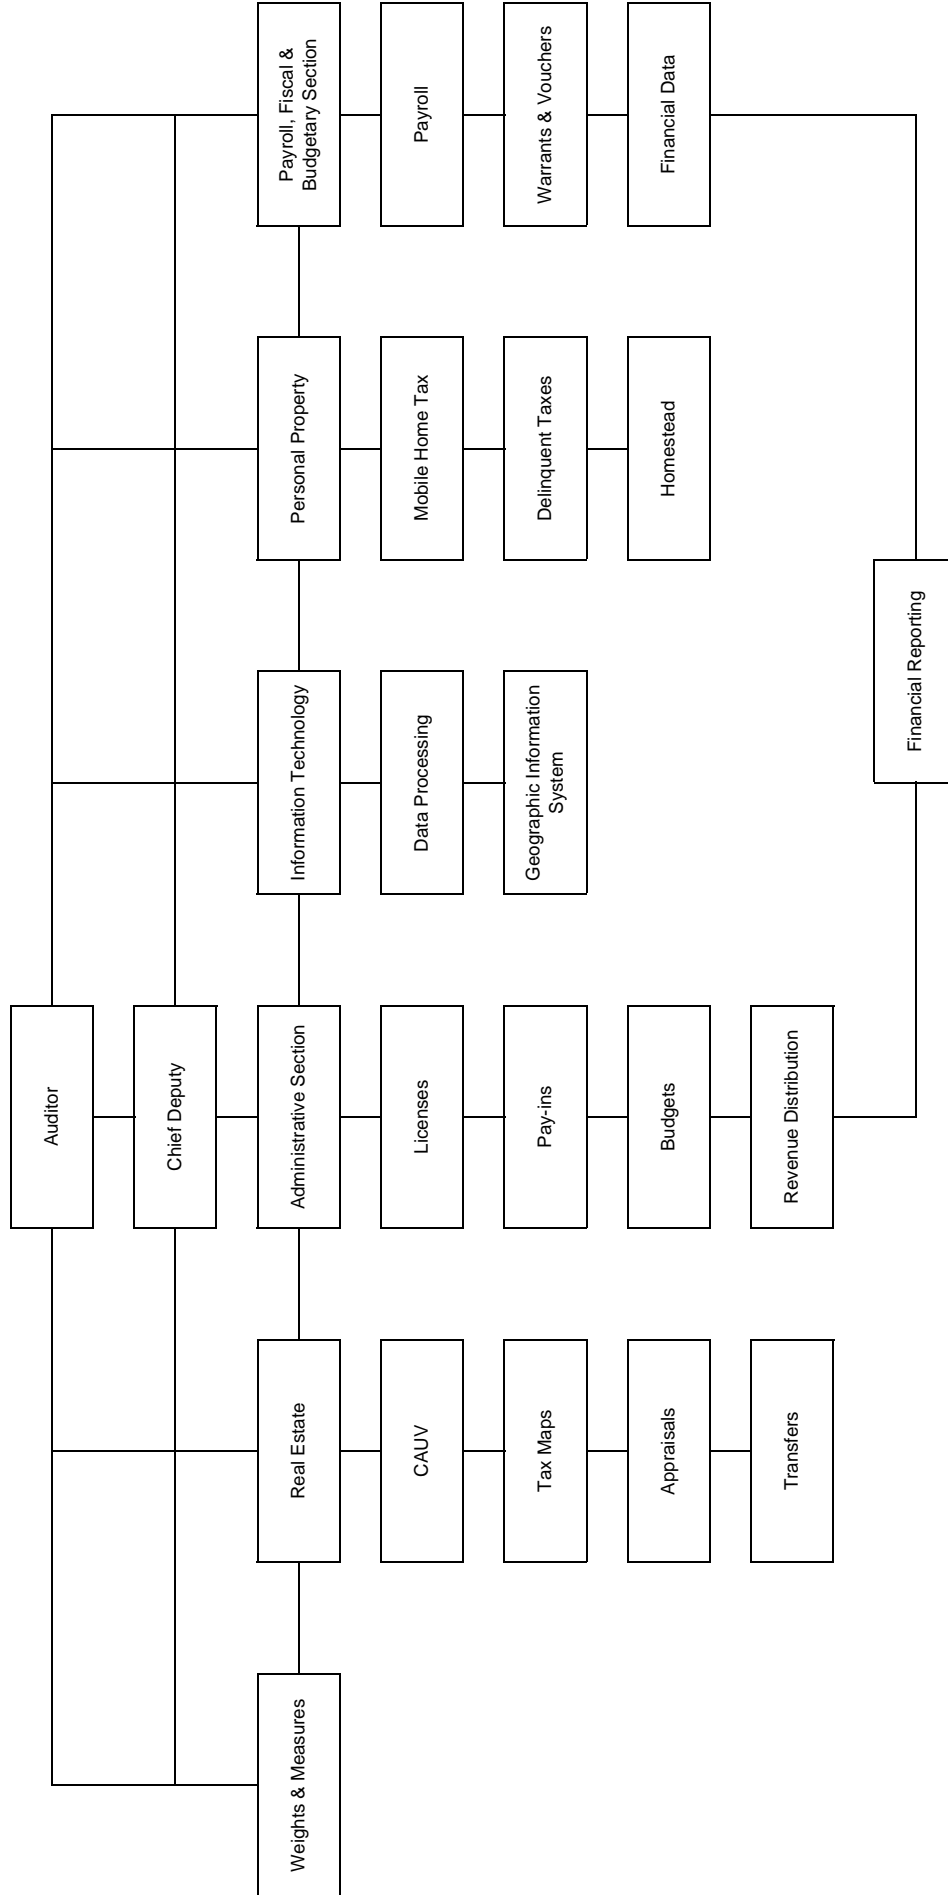 Auditor
Chief Deputy
Weights & Measures
Real Estate
Administrative Section
Information Technology
Personal Property
Payroll, Fiscal &
Budgetary Section
CAUV
Licenses
Data Processing
Mobile Home Tax
Payroll
Tax Maps
Pay-ins
Geographic Information
System
Delinquent Taxes
Warrants & Vouchers
Appraisals
Budgets
Homestead
Financial Data
Transfers
Revenue Distribution
Financial Reporting